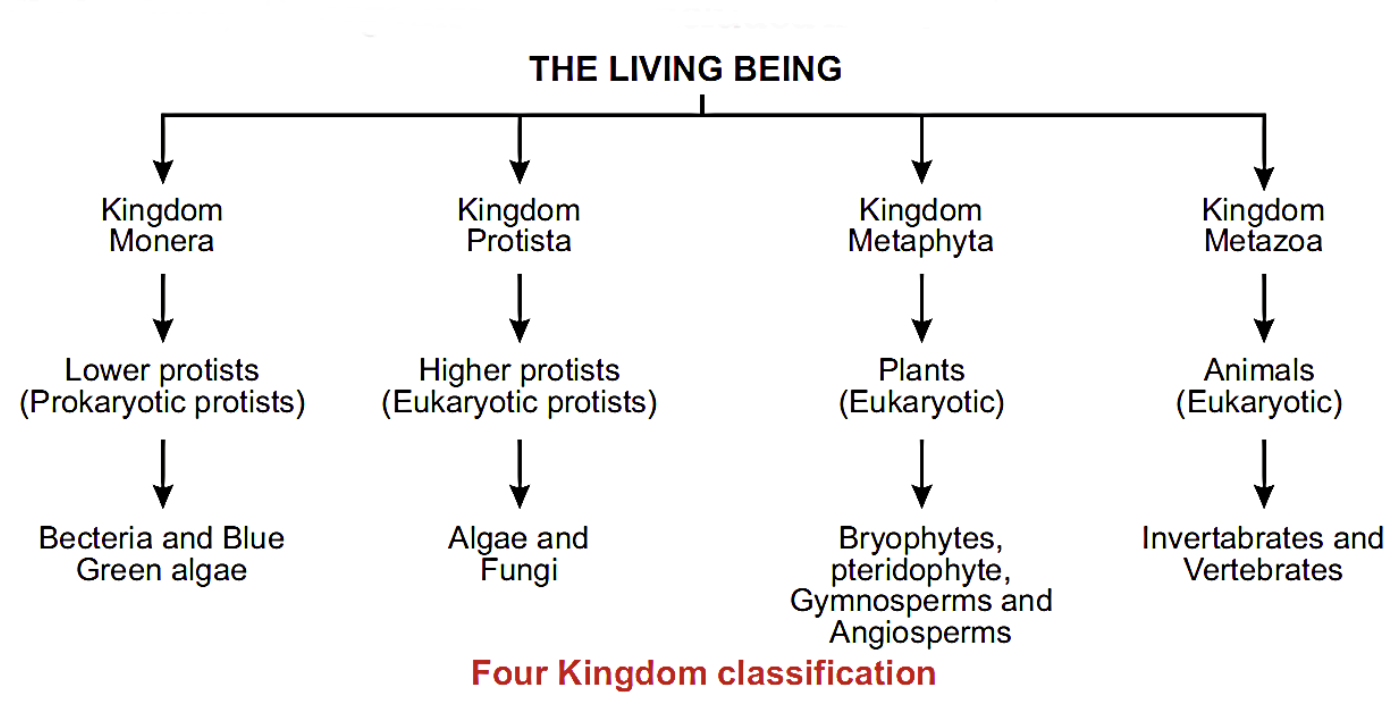 THE LIVING BEING
Kingdom
Monera
Kingdom
Protista
Kingdom
Metaphyta
Kingdom
Metazoa
Lower protists
(Prokaryotic protists)
Higher protists
(Eukaryotic protists)
Plants
(Eukaryotic)
Animals
(Eukaryotic)
Becteria and Blue
Green algae
Algae and
Fungi
Bryophytes,
pteridophyte,
Gymnosperms and
Angiosperms
Invertabrates and
Vertebrates
Four Kingdom classification